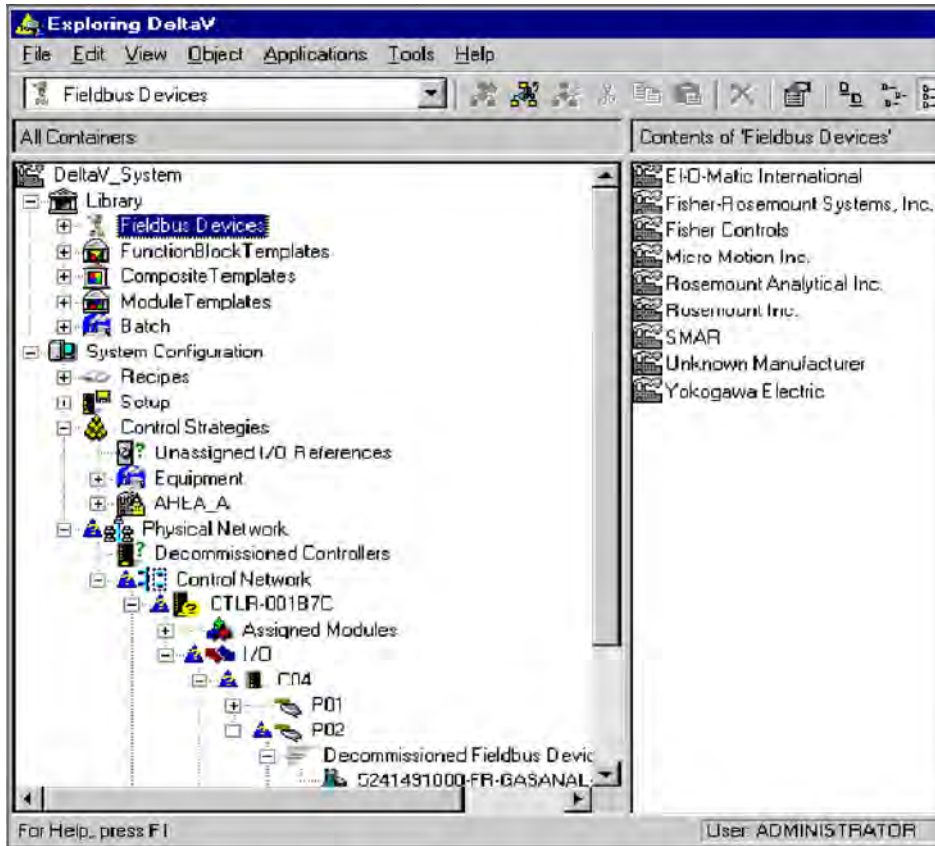 Exploring DeltaV
File Edit View Object Applications Tools Help
Fieldbus Devices
All Containers
Contents of 'Fieldbus Devices'
DeltaV_System
Library
Fieldbus Devices
FunctionBlockTemplates
CompositeTemplates
ModuleTemplates
Batch
System Configuration
Recipes
Setup
Control Strategies
Unassigned I/O References
Equipment
AREA_A
Physical Network
Decommissioned Controllers
Control Network
CTLR-001B7C
Assigned Modules
I/O
C04
P01
P02
Decommissioned Fieldbus Devic
5241491000-FR-GASANAL
El-O-Matic International
Fisher-Rosemount Systems, Inc.
Fisher Controls
Micro Motion Inc.
Rosemount Analytical Inc.
Rosemount Inc.
SMAR
Unknown Manufacturer
Yokogawa Electric
For Help, press F1
User: ADMINISTRATOR